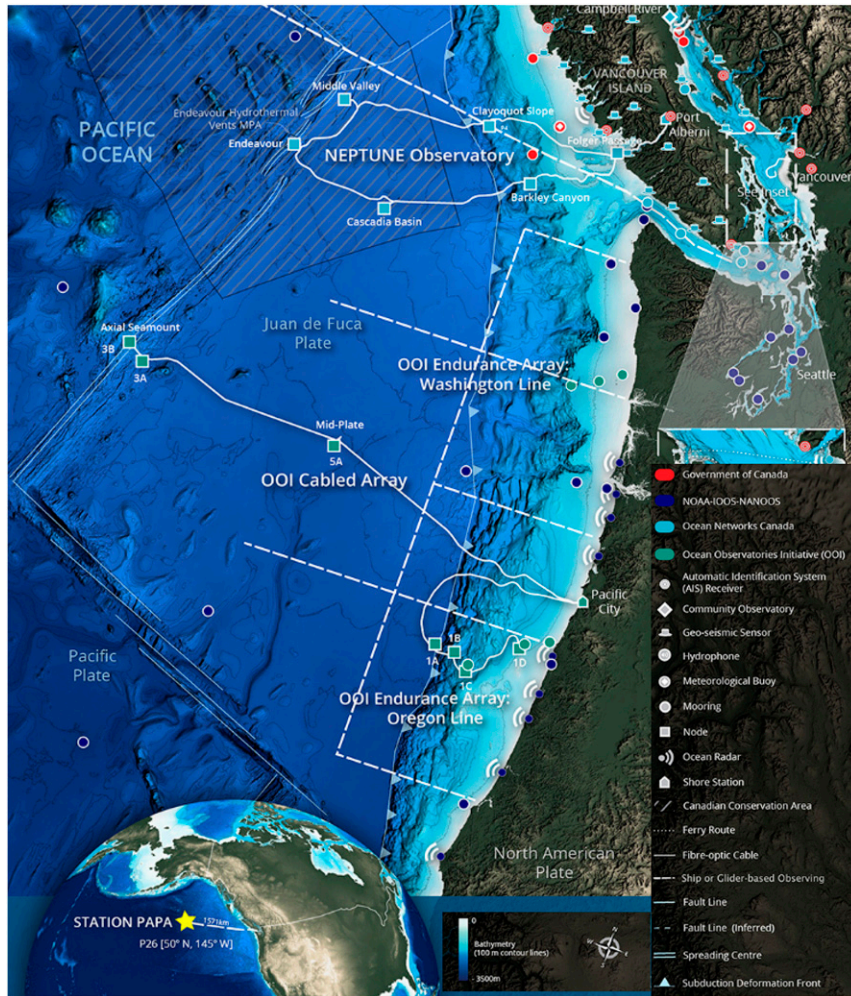 Campbell River
VANCOUVER
ISLAND
Middle Valley
Endeavour Hydrothermal
Vents MPA
Clayoquot Slope
Port
Alberni
PACIFIC
OCEAN
Endeavour
NEPTUNE Observatory
Folger Passage
Vancouver
See Inset
Barkley Canyon
Cascadia Basin
Juan de Fuca
Plate
Axial Seamount
3B
3A
OOI Endurance Array:
Washington Line
Seattle
Mid-Plate
5A
OOI Cabled Array
Pacific
City
Pacific
Plate
1A
1B
1C
1D
OOI Endurance Array:
Oregon Line
North American
Plate
STATION PAPA
1571km
P26 [50° N, 145° W]
0
Bathymetry
(100 m contour lines)
- 3500m
N
E
S
W
Government of Canada
NOAA-IOOS-NANOOS
Ocean Networks Canada
Ocean Observatories Initiative (OOI)
Automatic Identification System
(AIS) Receiver
Community Observatory
Geo-seismic Sensor
Hydrophone
Meteorological Buoy
Mooring
Node
Ocean Radar
Shore Station
Canadian Conservation Area
Ferry Route
Fibre-optic Cable
Ship or Glider-based Observing
Fault Line
Fault Line (Inferred)
Spreading Centre
Subduction Deformation Front